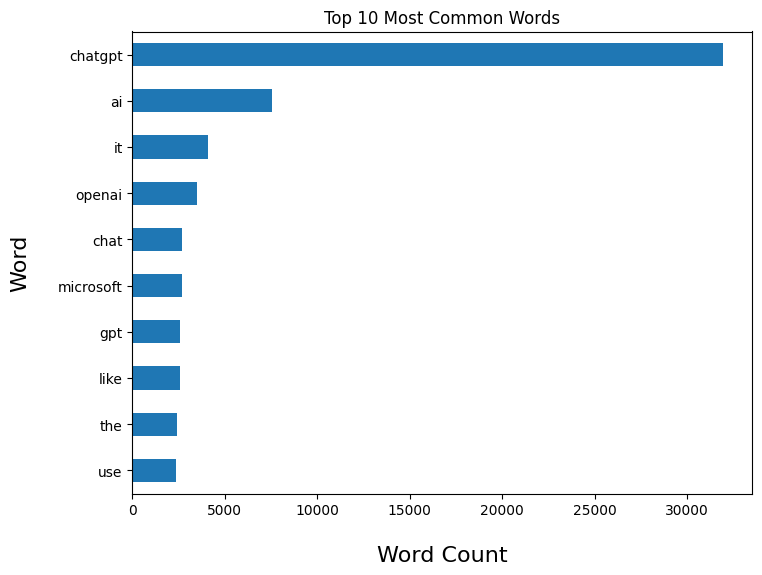 Top 10 Most Common Words
Word
chatgpt
ai
it
openai
chat
microsoft
gpt
like
the
use
0 5000 10000 15000 20000 25000 30000
Word Count